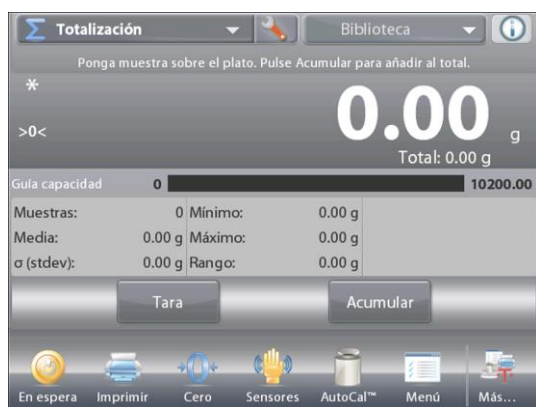 Σ Totalización Biblioteca
Ponga muestra sobre el plato. Pulse Acumular para añadir al total.
*
>0<
0.00 g
Total: 0.00 g
Guía capacidad 0 10200.00
Muestras: 0 Mínimo: 0.00 g
Media: 0.00 g Máximo: 0.00 g
σ (stdev): 0.00 g Rango: 0.00 g
Tara Acumular
En espera Imprimir Cero Sensores AutoCal™ Menú Más...